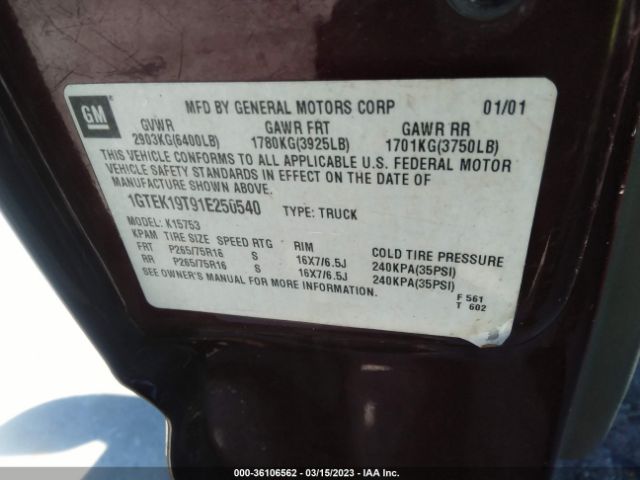 GM
MFD BY GENERAL MOTORS CORP 01/01
GVWR GAWR FRT GAWR RR
2903KG(6400LB) 1780KG(3925LB) 1701KG(3750LB)
THIS VEHICLE CONFORMS TO ALL APPLICABLE U.S. FEDERAL MOTOR
VEHICLE SAFETY STANDARDS IN EFFECT ON THE DATE OF
MANUFACTURE SHOWN ABOVE.
1GTEK19T91E250540 TYPE: TRUCK
MODEL: K15753
KPAM TIRE SIZE SPEED RTG RIM COLD TIRE PRESSURE
FRT P265/75R16 S 16X7/6.5J 240KPA(35PSI)
RR P265/75R16 S 16X7/6.5J 240KPA(35PSI)
SEE OWNER'S MANUAL FOR MORE INFORMATION.
F 561
T 602
000-36106562 — 03/15/2023 — IAA Inc.